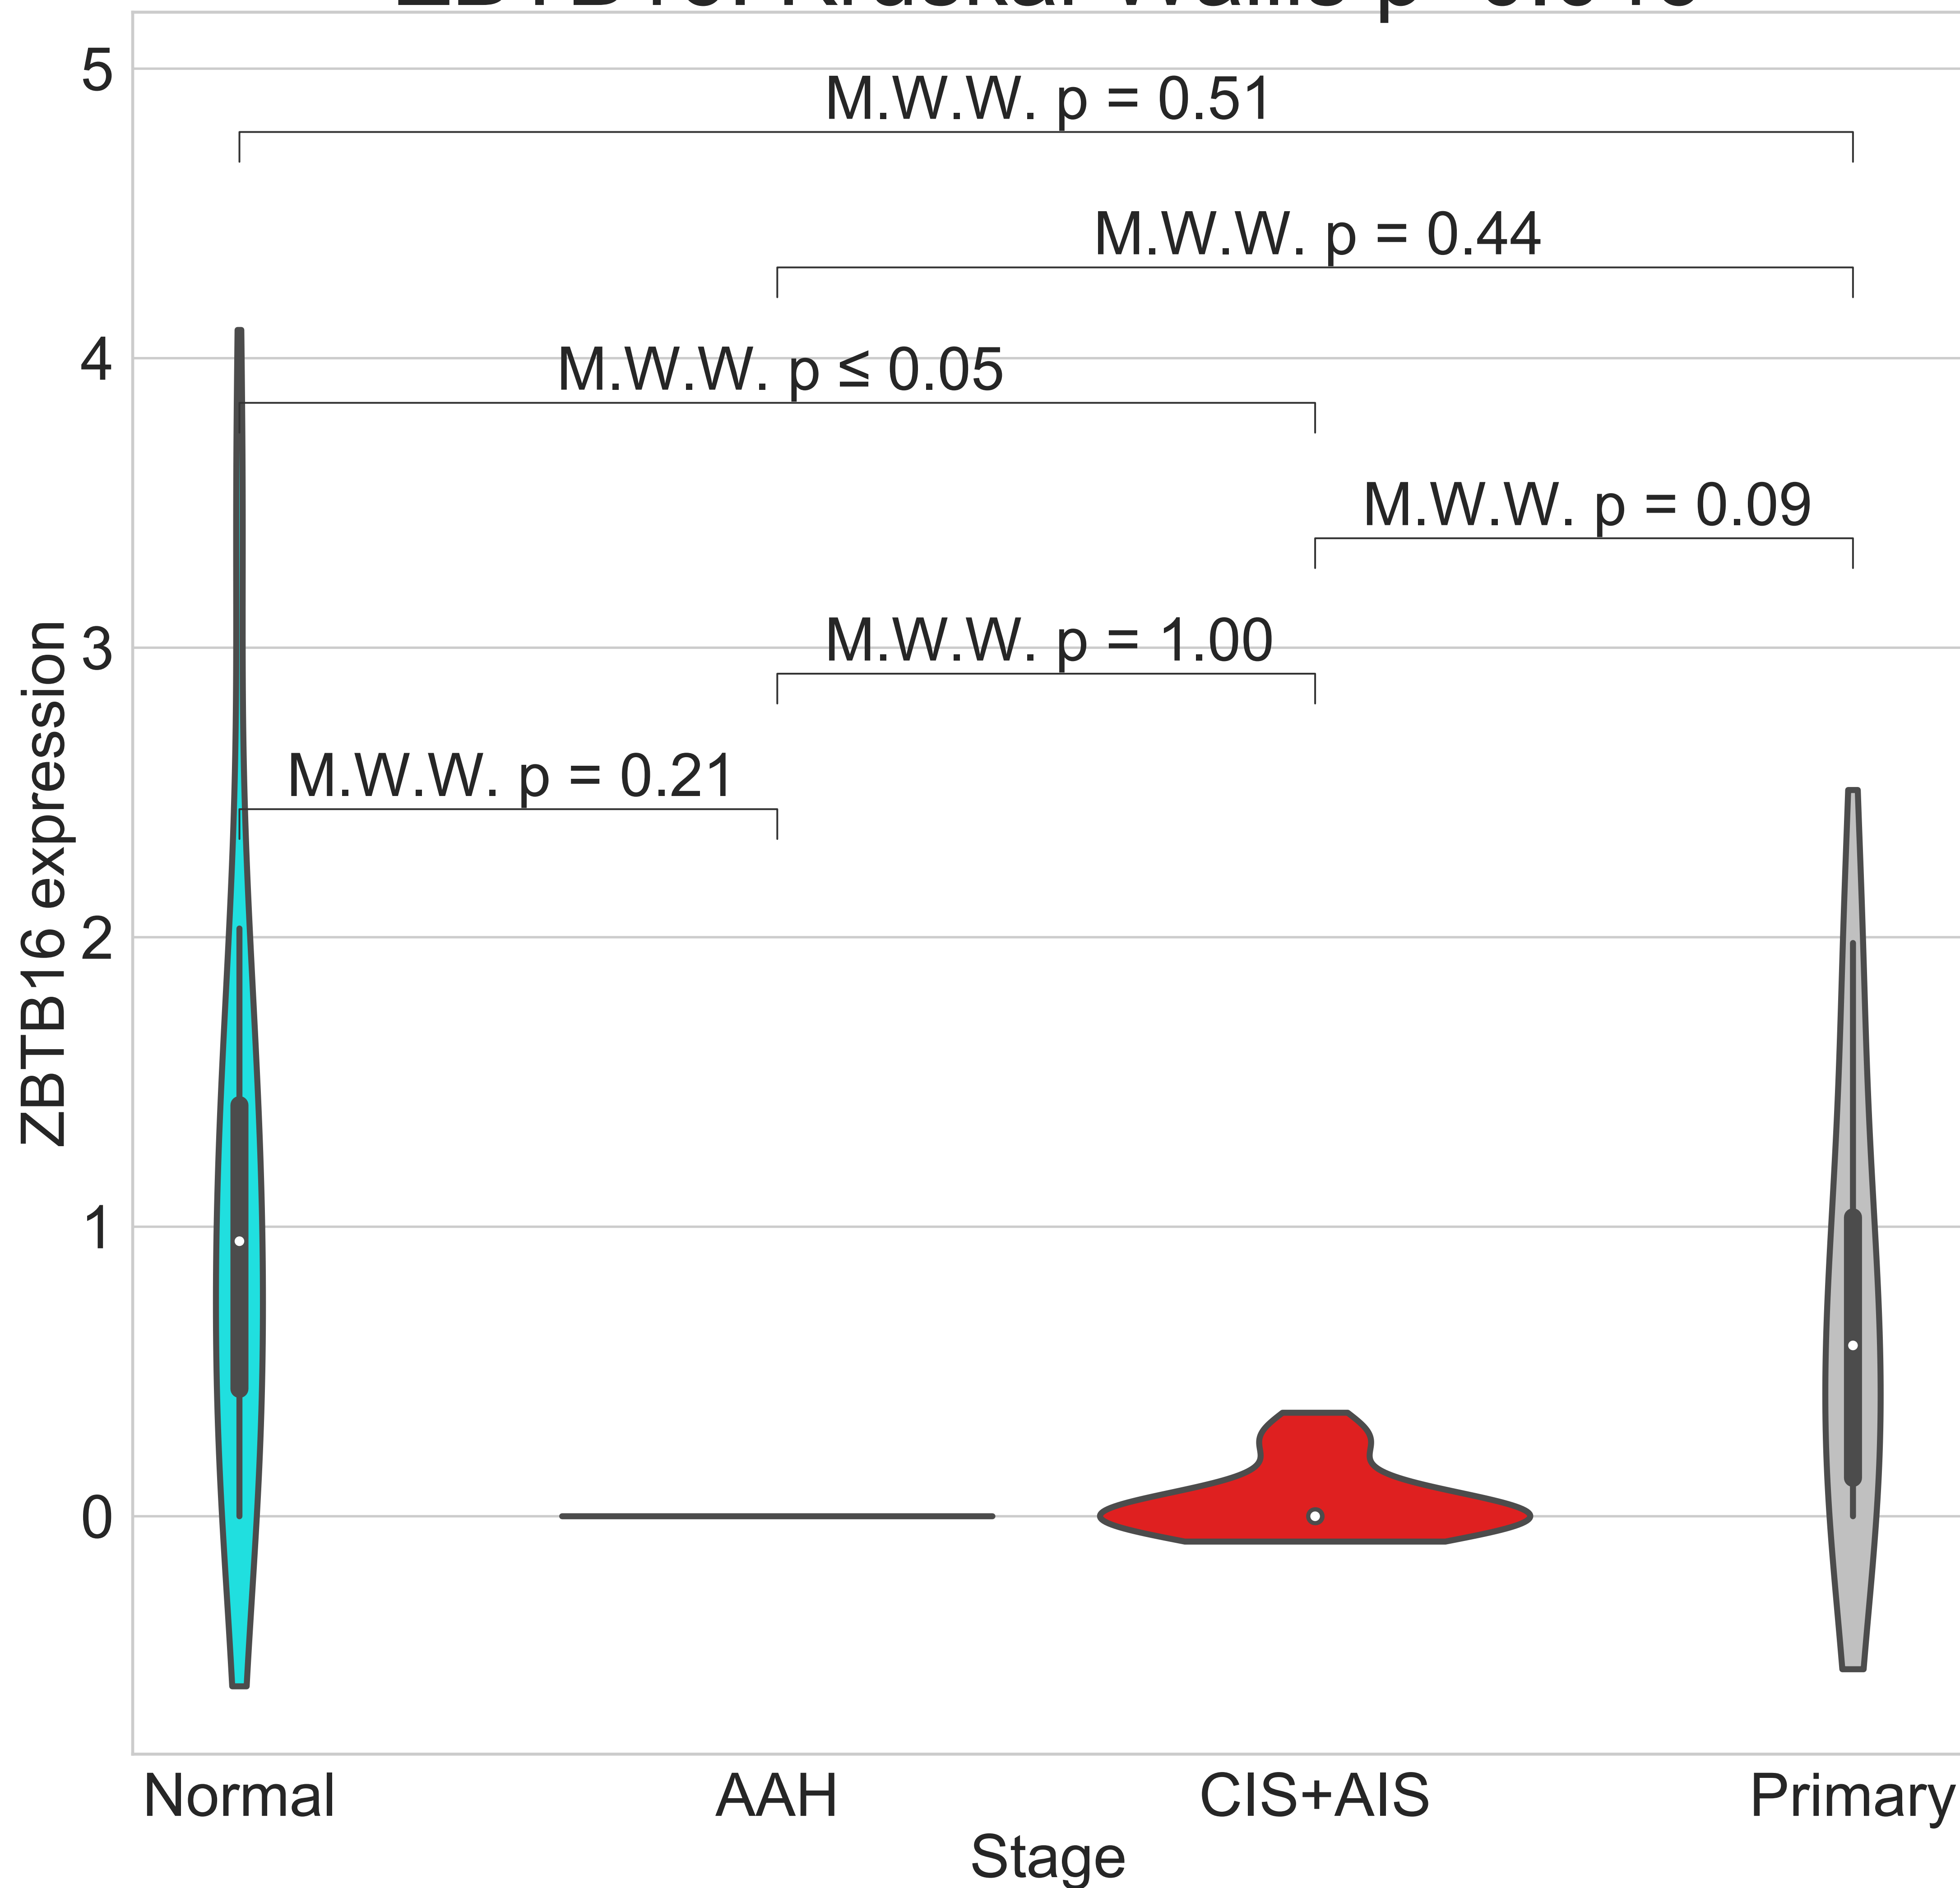 5
M.W.W. p = 0.51
M.W.W. p = 0.44
4
M.W.W. p ≤ 0.05
M.W.W. p = 0.09
3
M.W.W. p = 1.00
M.W.W. p = 0.21
ZBTB16 expression
2
1
0
Normal AAH CIS+AIS Primary
Stage